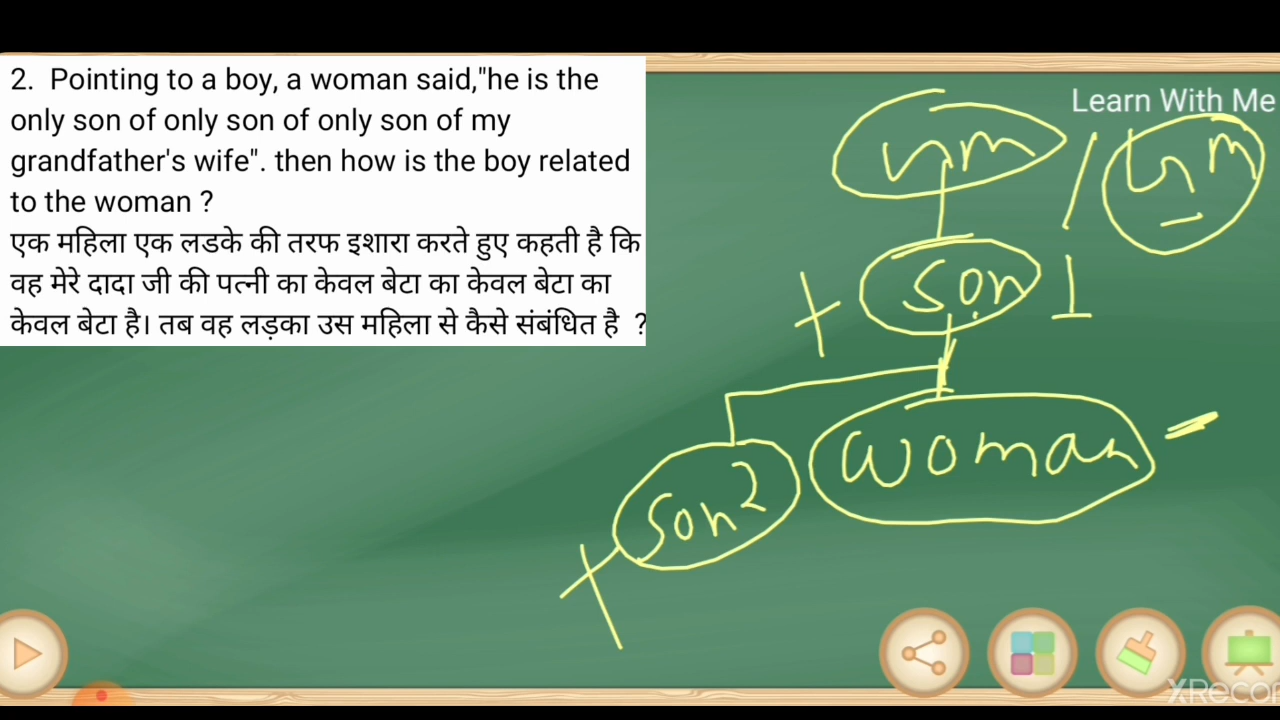 2. Pointing to a boy, a woman said,"he is the
only son of only son of only son of my
grandfather's wife". then how is the boy related
to the woman ?
एक महिला एक लडके की तरफ इशारा करते हुए कहती है कि
वह मेरे दादा जी की पत्नी का केवल बेटा का केवल बेटा का
केवल बेटा है। तब वह लड़का उस महिला से कैसे संबंधित है ?
Learn With Me
son 1
son2
woman -
XRecor